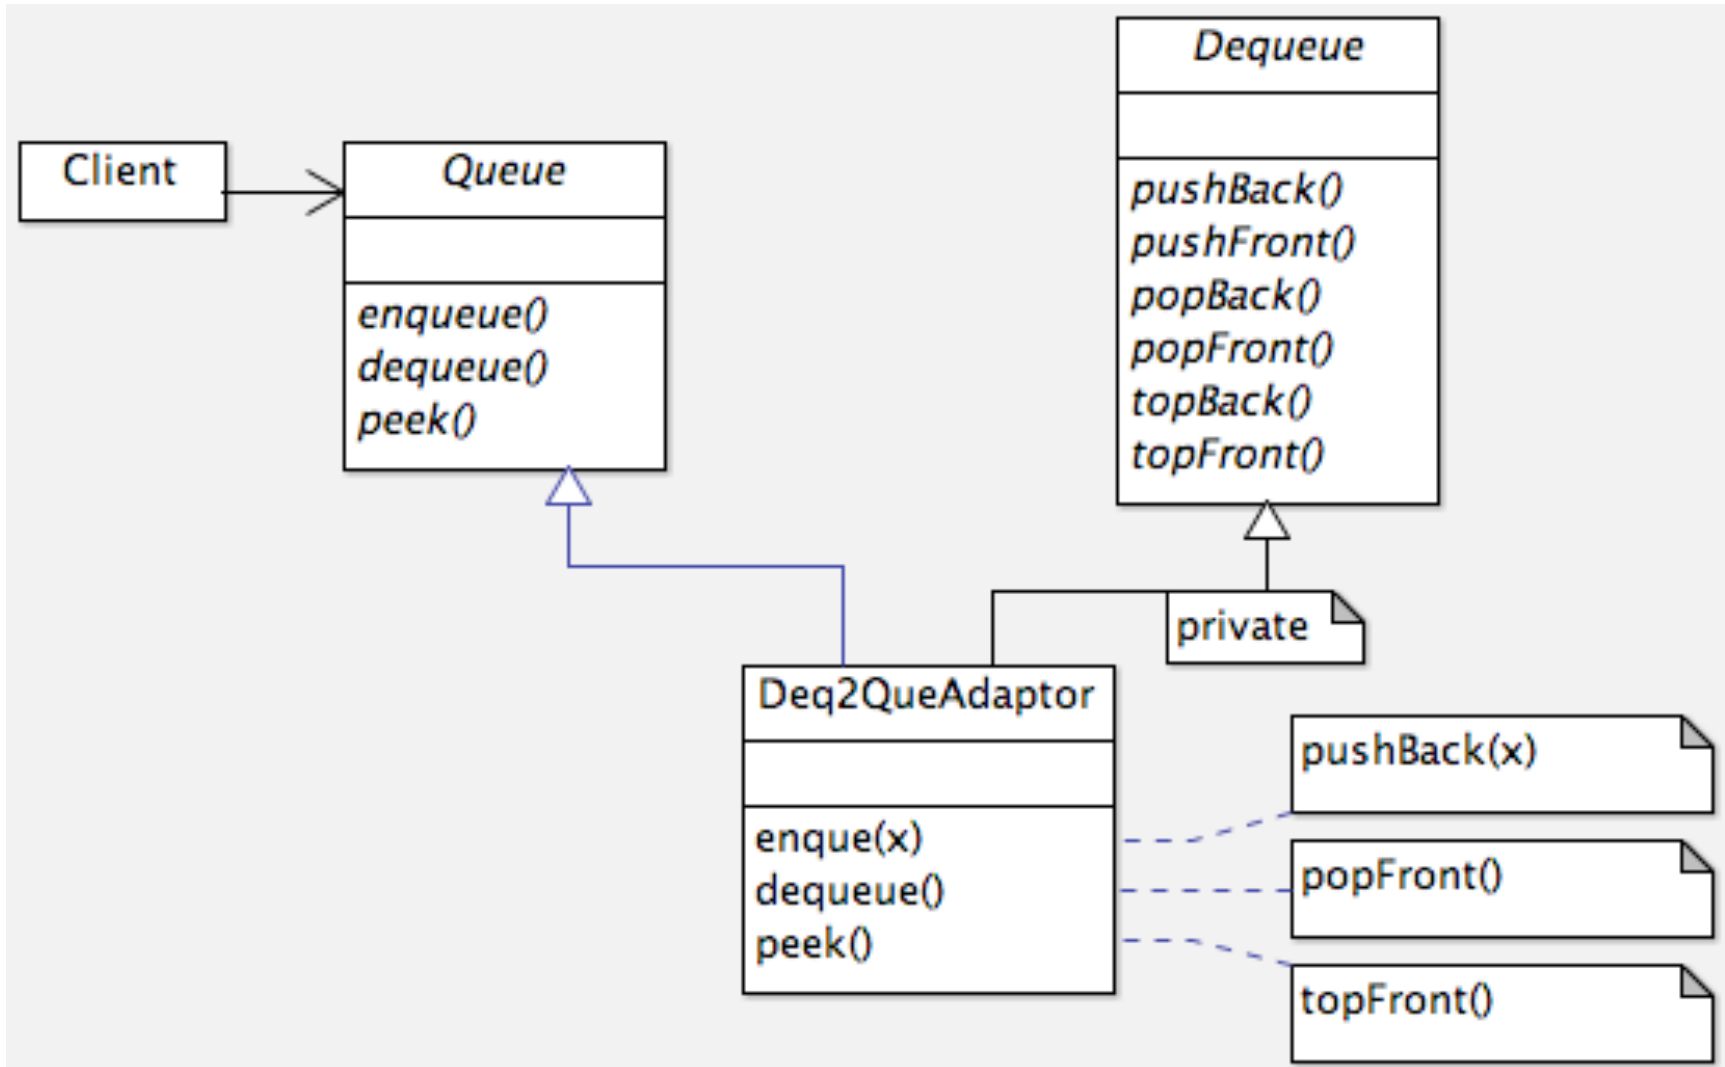 Client
Queue
enqueue()
dequeue()
peek()
Dequeue
pushBack()
pushFront()
popBack()
popFront()
topBack()
topFront()
private
Deq2QueAdaptor
enque(x)
dequeue()
peek()
pushBack(x)
popFront()
topFront()